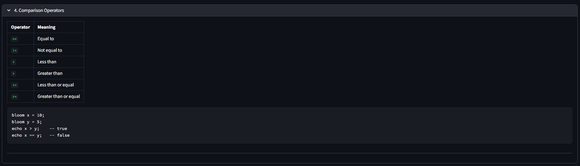 4. Comparison Operators
Operator Meaning
== Equal to
Not equal to
< Less than
> Greater than
Less than or equal
Greater than or equal
bloom x = 10;
bloom y = 5;
echo x > y; -- true
echo x == y; -- false